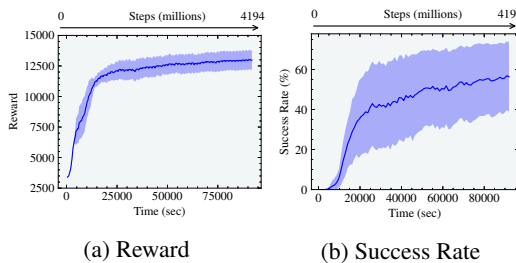 0 Steps (millions) 4194
15000
12500
10000
7500
5000
2500
Reward
25000 50000 75000
Time (sec)
(a) Reward
0 Steps (millions) 419
60
40
20
0
Success Rate (%)
0 20000 40000 60000 80000
Time (sec)
(b) Success Rate